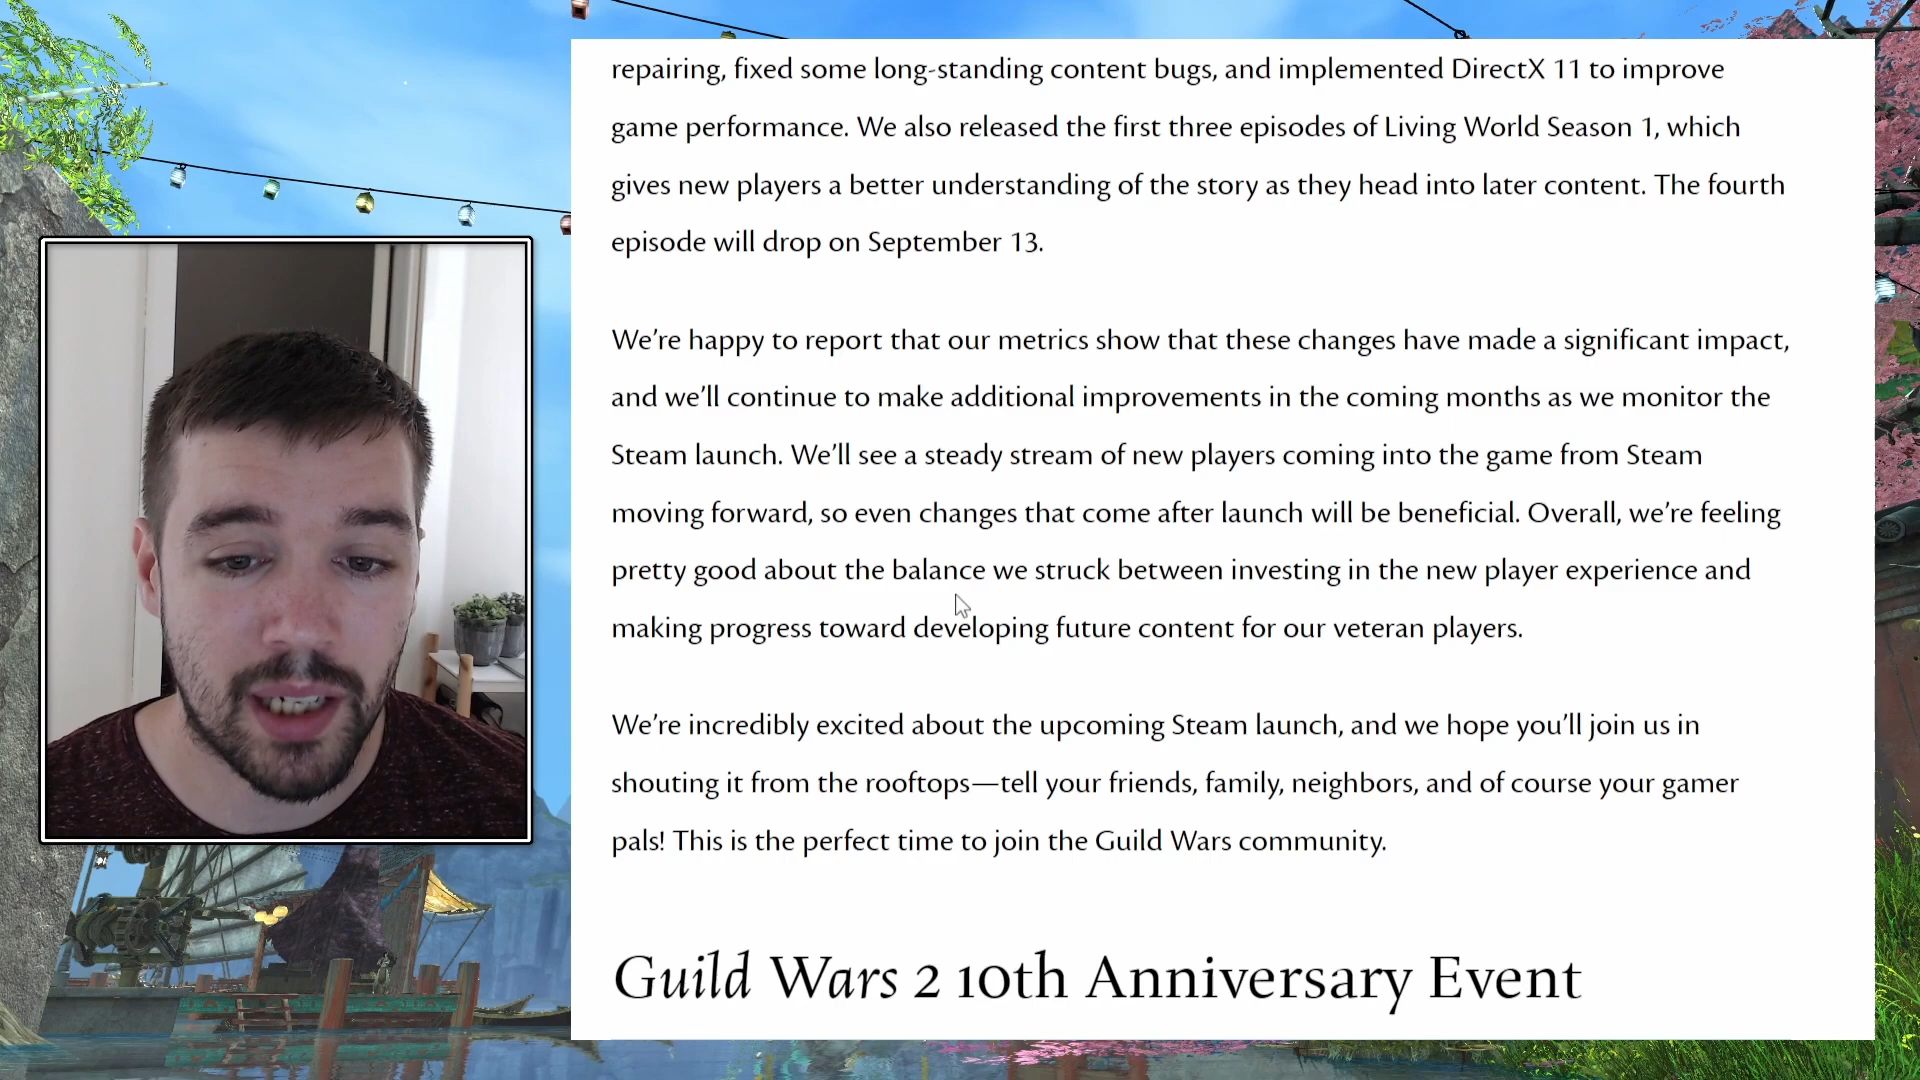 repairing, fixed some long-standing content bugs, and implemented DirectX 11 to improve
game performance. We also released the first three episodes of Living World Season 1, which
gives new players a better understanding of the story as they head into later content. The fourth
episode will drop on September 13.
We’re happy to report that our metrics show that these changes have made a significant impact,
and we’ll continue to make additional improvements in the coming months as we monitor the
Steam launch. We’ll see a steady stream of new players coming into the game from Steam
moving forward, so even changes that come after launch will be beneficial. Overall, we’re feeling
pretty good about the balance we struck between investing in the new player experience and
making progress toward developing future content for our veteran players.
We’re incredibly excited about the upcoming Steam launch, and we hope you’ll join us in
shouting it from the rooftops—tell your friends, family, neighbors, and of course your gamer
pals! This is the perfect time to join the Guild Wars community.
Guild Wars 2 10th Anniversary Event